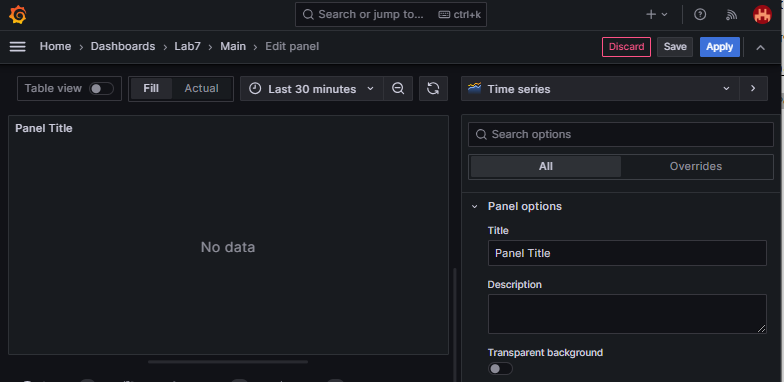 Search or jump to... ctrl+k
Home › Dashboards › Lab7 › Main › Edit panel
Discard Save Apply
Table view Fill Actual Last 30 minutes Time series
Panel Title
No data
Search options
All Overrides
Panel options
Title
Panel Title
Description
Transparent background